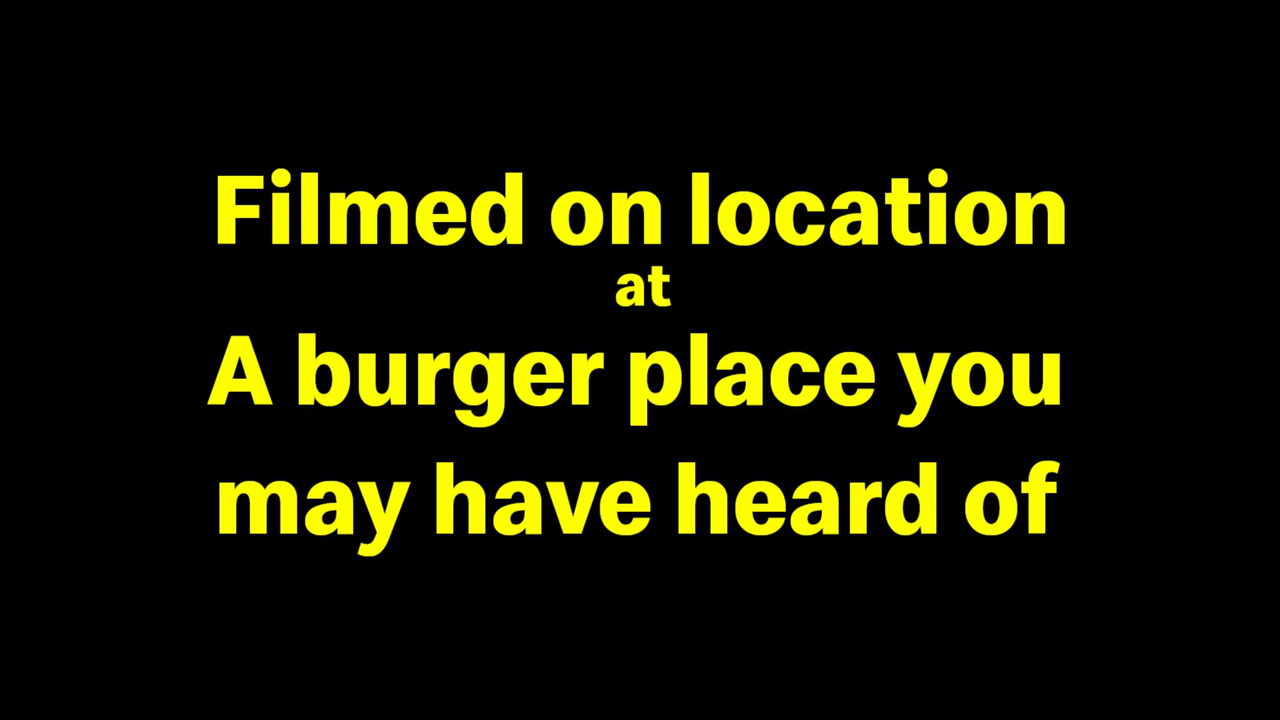 Filmed on location
at
A burger place you
may have heard of